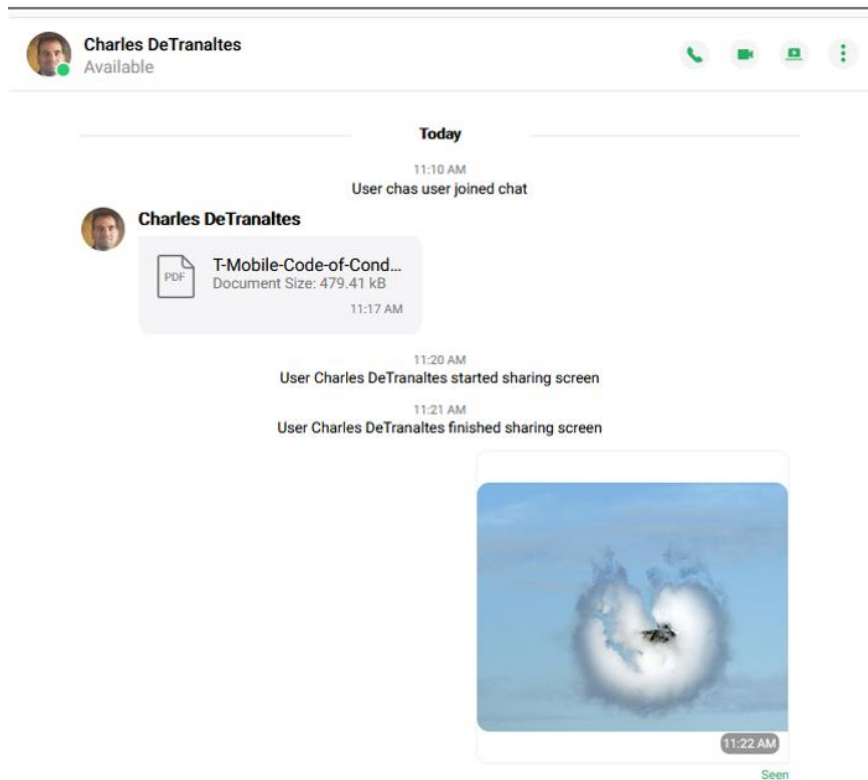 Charles DeTranaltes
Available
Today
11:10 AM
User chas user joined chat
Charles DeTranaltes
PDF
T-Mobile-Code-of-Cond...
Document Size: 479.41 kB
11:17 AM
11:20 AM
User Charles DeTranaltes started sharing screen
11:21 AM
User Charles DeTranaltes finished sharing screen
11:22 AM
Seen